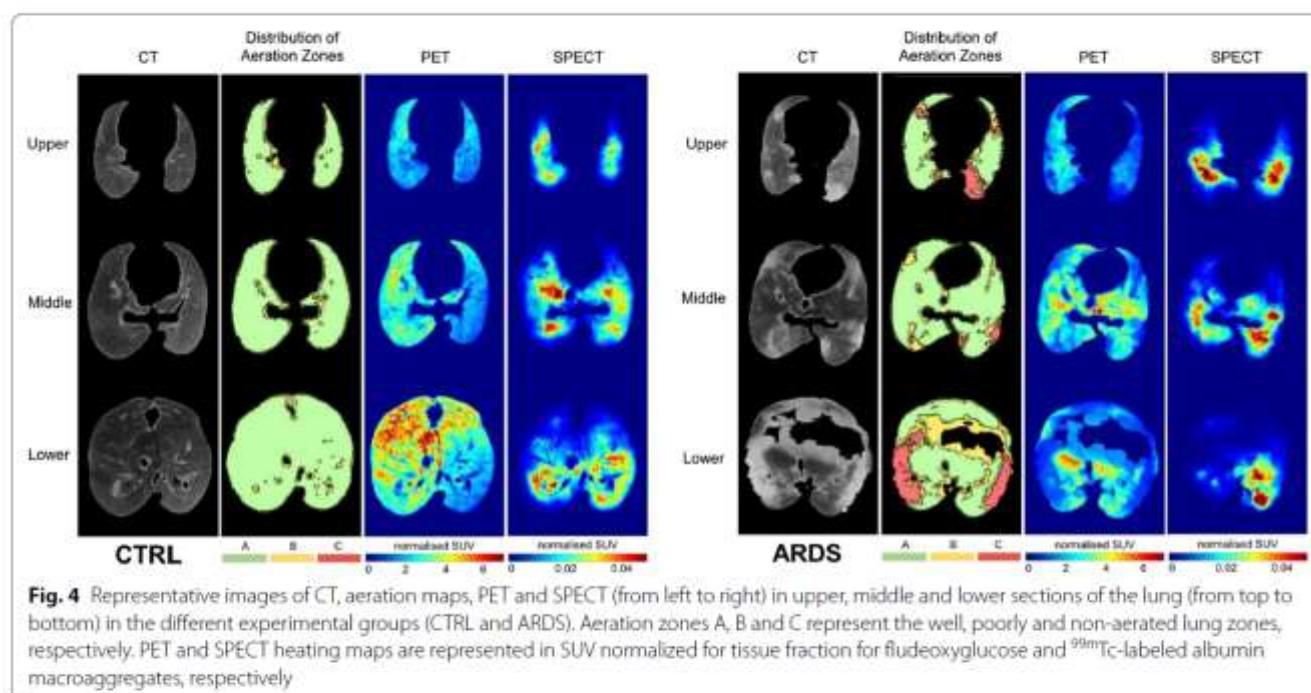 CT Distribution of Aeration Zones PET SPECT
CT Distribution of Aeration Zones PET SPECT
Upper
Middle
Lower
Upper
Middle
Lower
CTRL
A B C
normalised SUV
0 2 4 6
normalised SUV
0 0.02 0.04
ARDS
A B C
normalised SUV
0 2 4 6
normalised SUV
0 0.02 0.04
Fig. 4 Representative images of CT, aeration maps, PET and SPECT (from left to right) in upper, middle and lower sections of the lung (from top to
bottom) in the different experimental groups (CTRL and ARDS). Aeration zones A, B and C represent the well, poorly and non-aerated lung zones,
respectively. PET and SPECT heating maps are represented in SUV normalized for tissue fraction for fludeoxyglucose and ⁹⁹ᵐTc-labeled albumin
macroaggregates, respectively